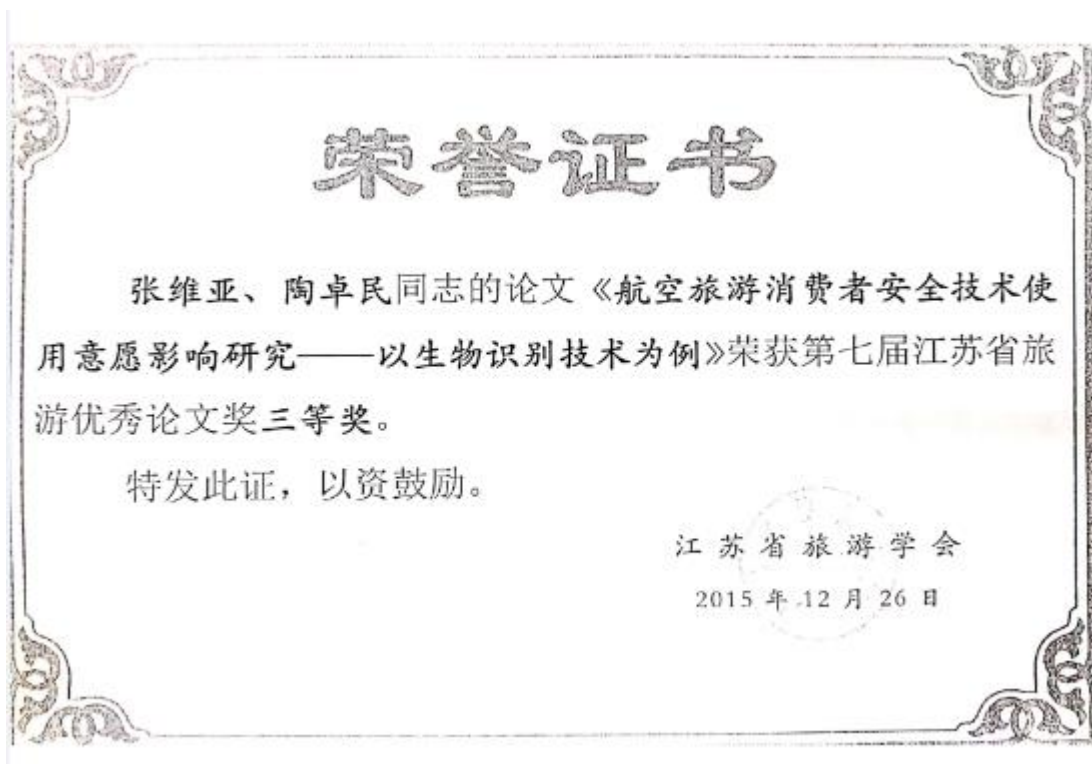 荣誉证书
张维亚、陶卓民同志的论文《航空旅游消费者安全技术使
用意愿影响研究——以生物识别技术为例》荣获第七届江苏省旅
游优秀论文奖三等奖。
特发此证，以资鼓励。
江苏省旅游学会
2015年12月26日